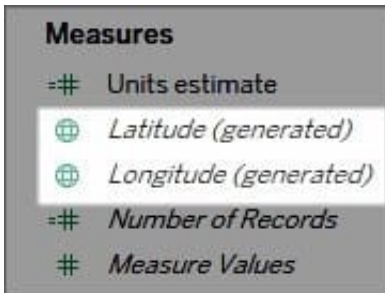 Measures
Units estimate
Latitude (generated)
Longitude (generated)
Number of Records
Measure Values